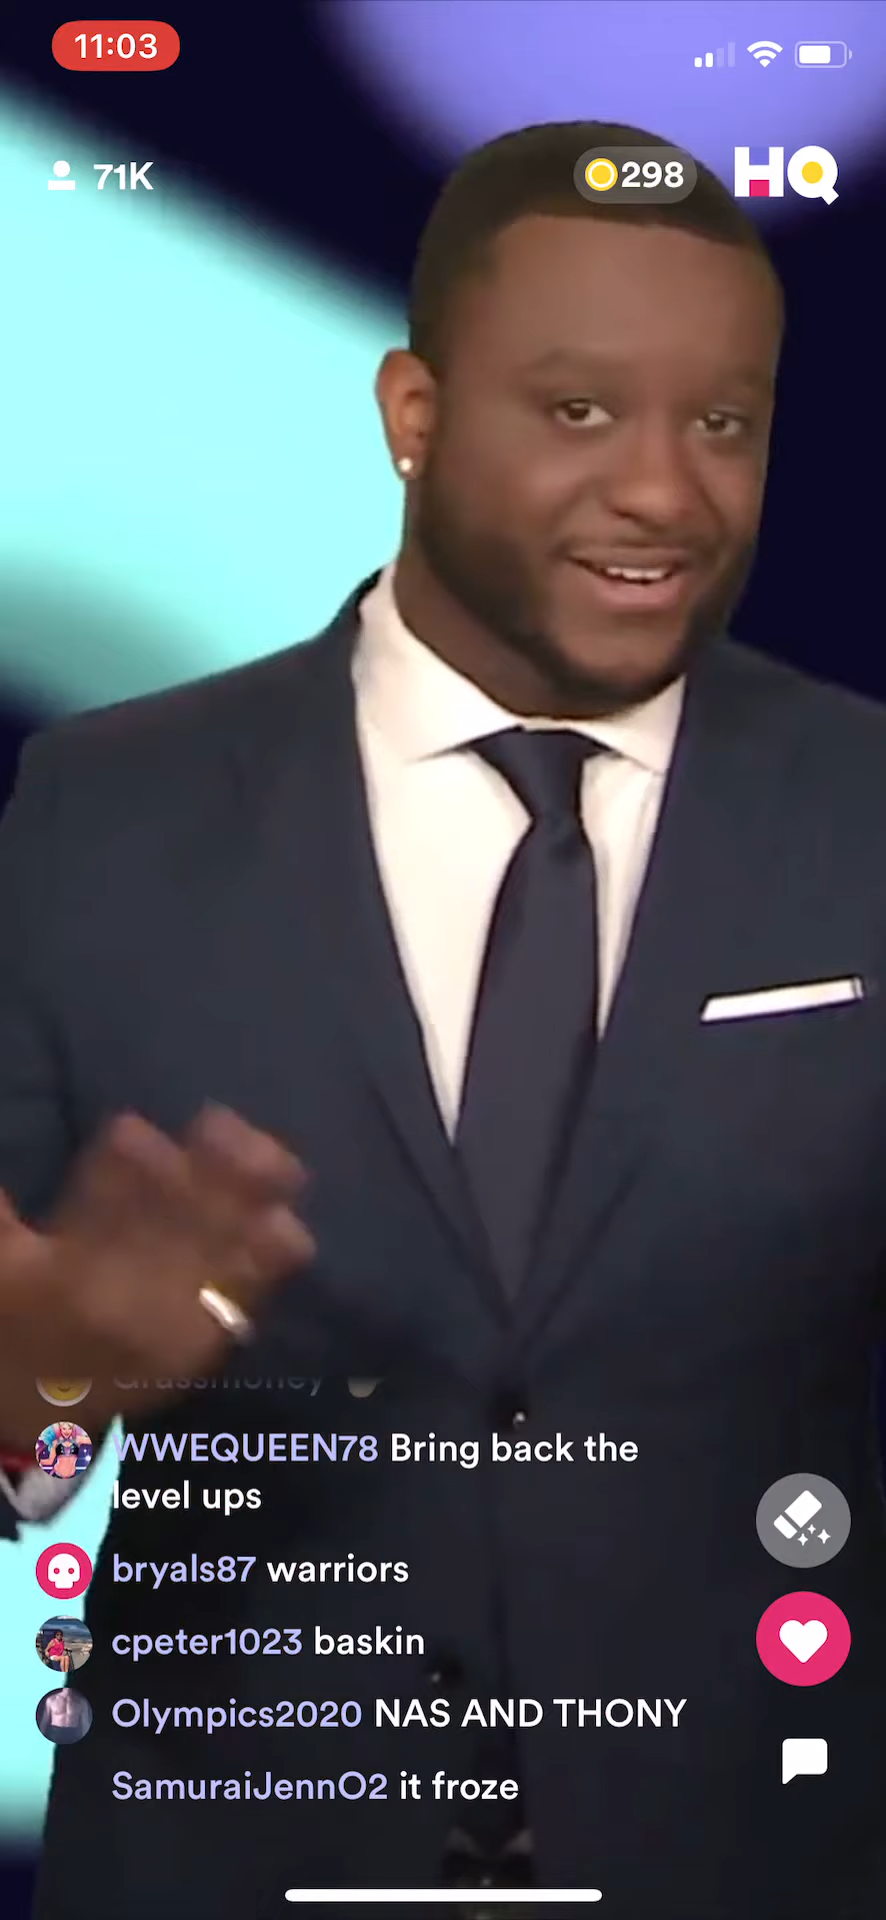 11:03
71K
298
HQ
WWEQUEEN78 Bring back the
level ups
bryals87 warriors
cpeter1023 baskin
Olympics2020 NAS AND THONY
SamuraiJennO2 it froze